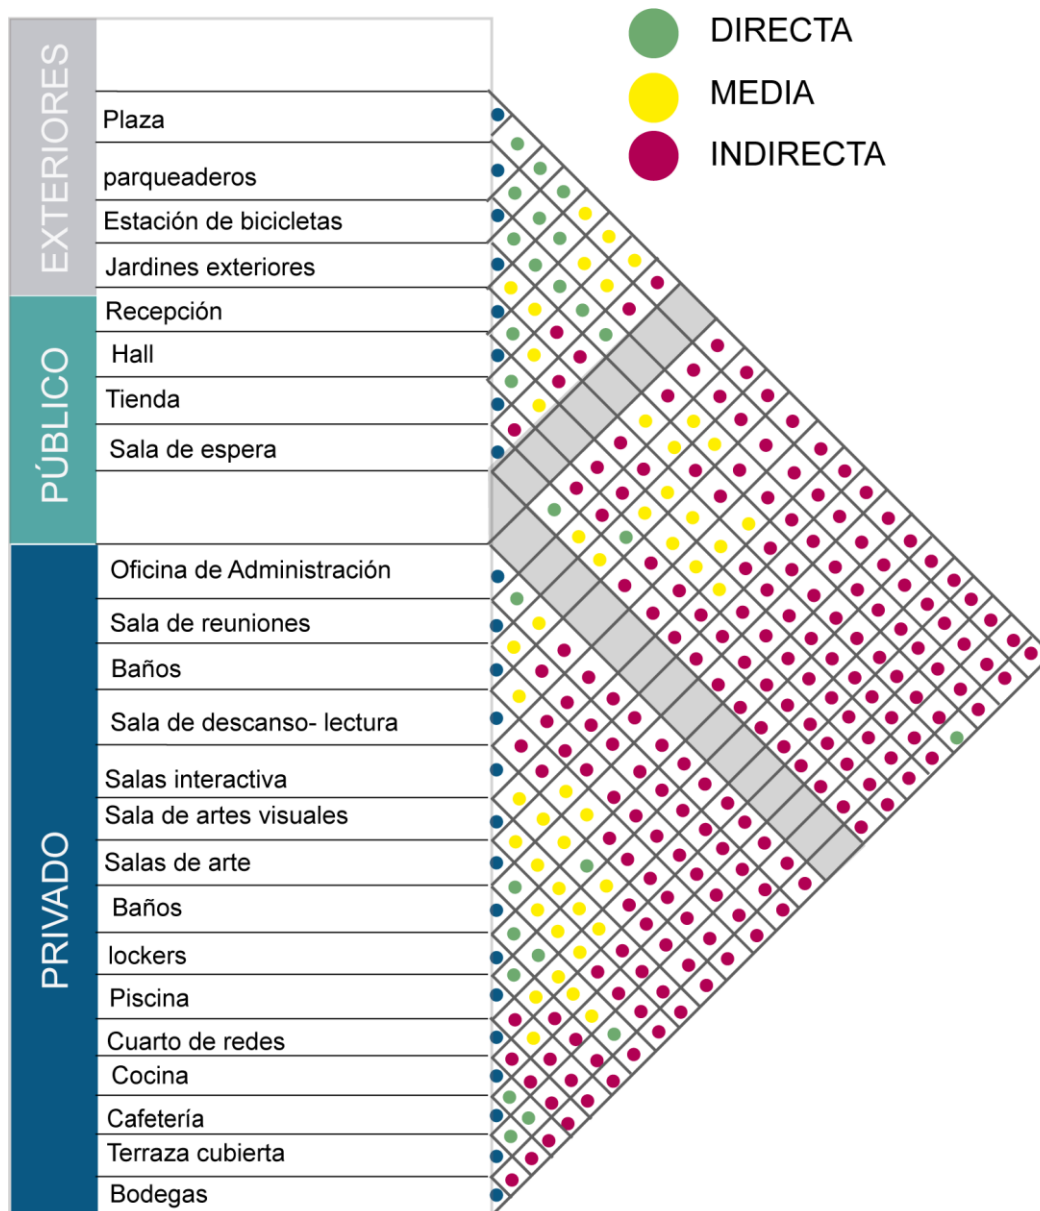 DIRECTA
MEDIA
INDIRECTA
EXTERIORES
Plaza
parqueaderos
Estación de bicicletas
Jardines exteriores
PÚBLICO
Recepción
Hall
Tienda
Sala de espera
PRIVADO
Oficina de Administración
Sala de reuniones
Baños
Sala de descanso- lectura
Salas interactiva
Sala de artes visuales
Salas de arte
Baños
lockers
Piscina
Cuarto de redes
Cocina
Cafetería
Terraza cubierta
Bodegas